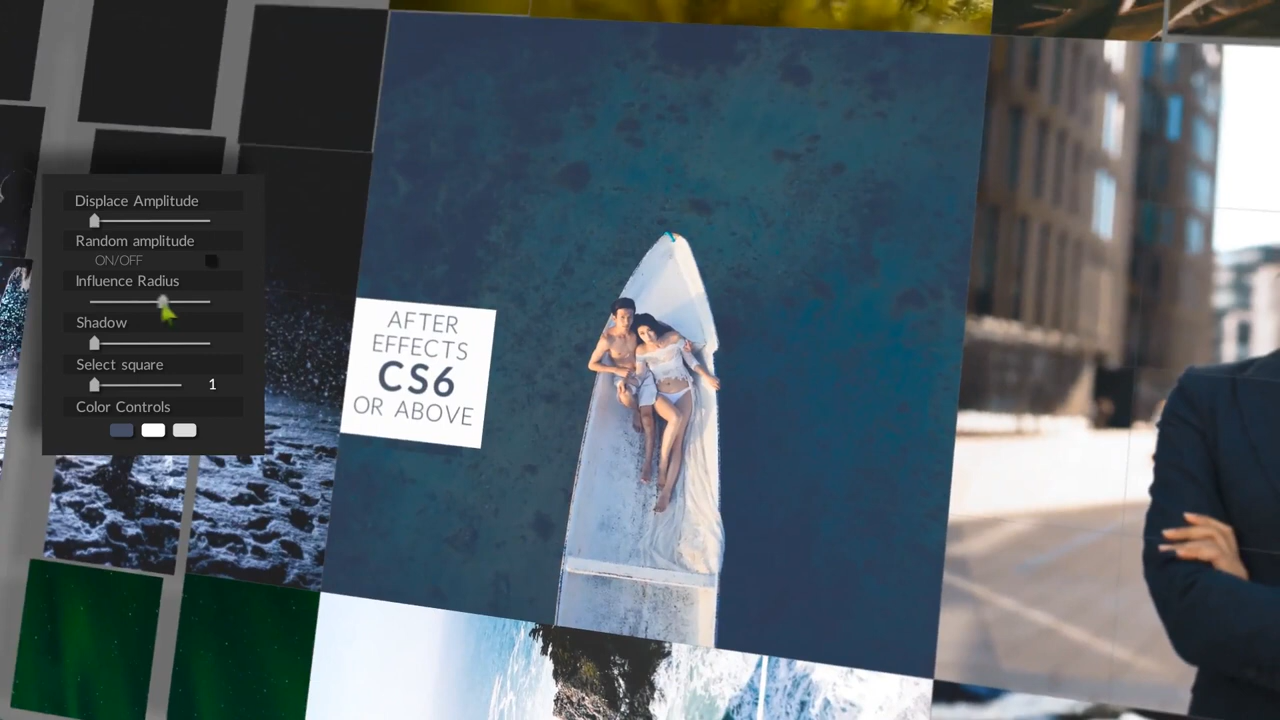 Displace Amplitude
Random amplitude
ON/OFF
Influence Radius
Shadow
Select square
1
Color Controls
AFTER
EFFECTS
CS6
OR ABOVE